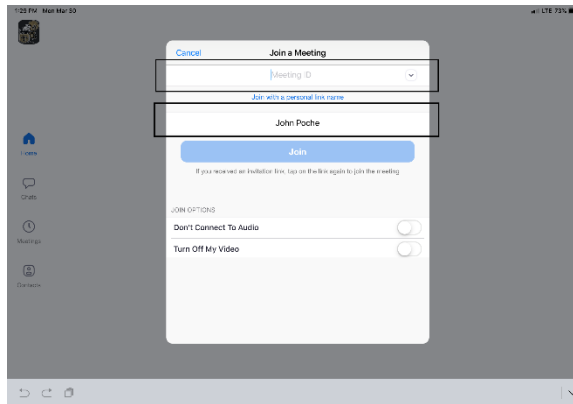 1:29 PM Mon Mar 30
LTE 73%
Cancel
Join a Meeting
Meeting ID
Join with a personal link name
John Poche
Join
If you received an invitation link, tap on the link again to join the meeting
JOIN OPTIONS
Don't Connect To Audio
Turn Off My Video
Home
Chats
Meetings
Contacts